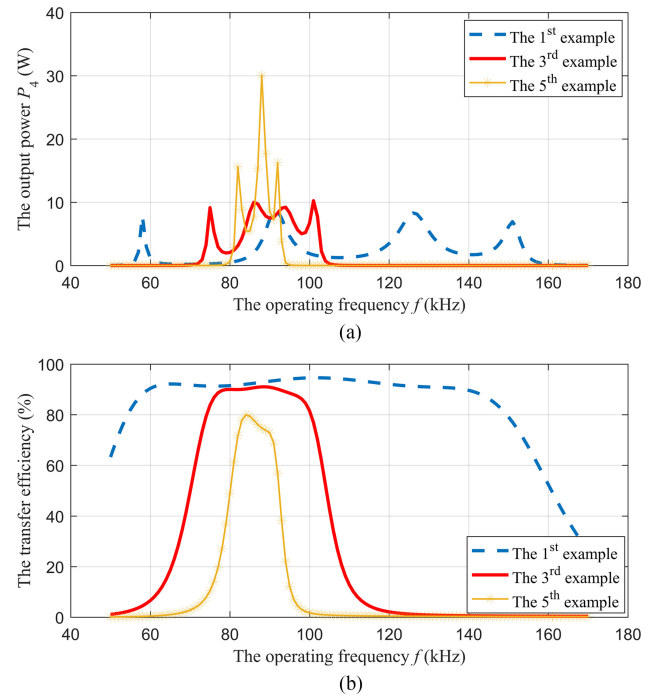 The output power P4 (W)
40
30
20
10
0
The 1st example
The 3rd example
The 5th example
40 60 80 100 120 140 160 180
The operating frequency f (kHz)
(a)
The transfer efficiency (%)
100
80
60
40
20
0
The 1st example
The 3rd example
The 5th example
40 60 80 100 120 140 160 180
The operating frequency f (kHz)
(b)